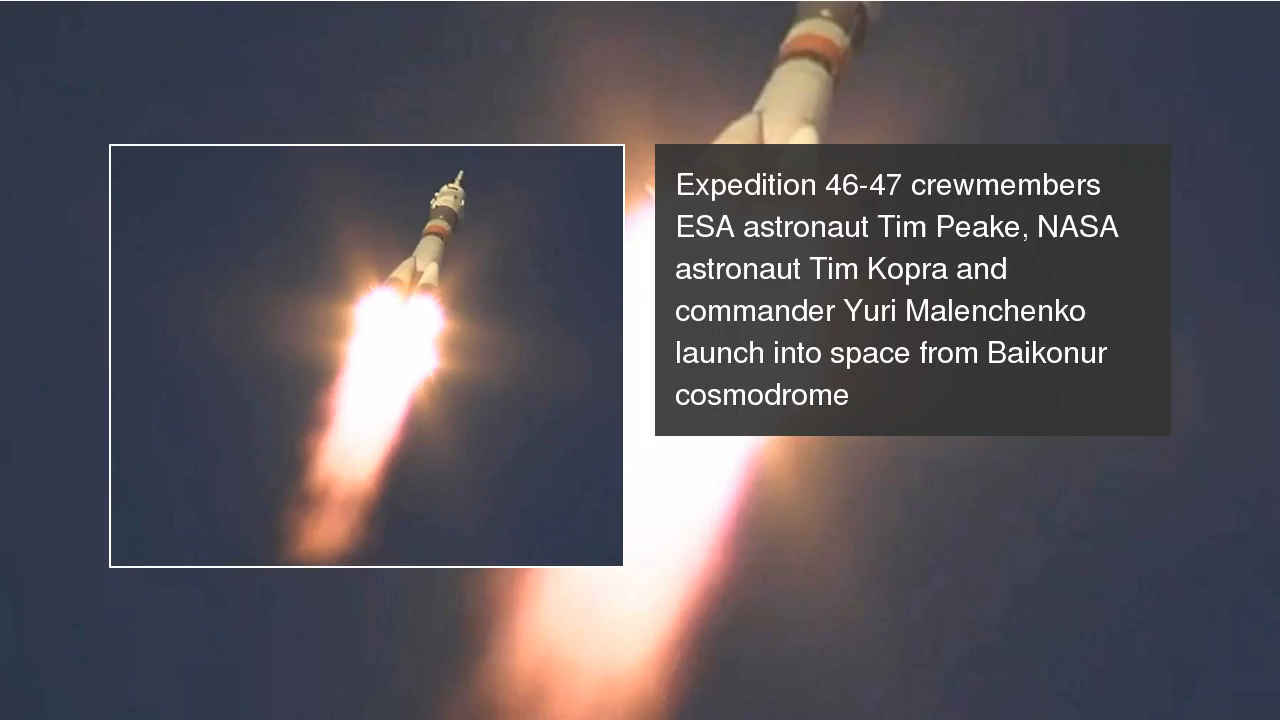 Expedition 46-47 crewmembers
ESA astronaut Tim Peake, NASA
astronaut Tim Kopra and
commander Yuri Malenchenko
launch into space from Baikonur
cosmodrome